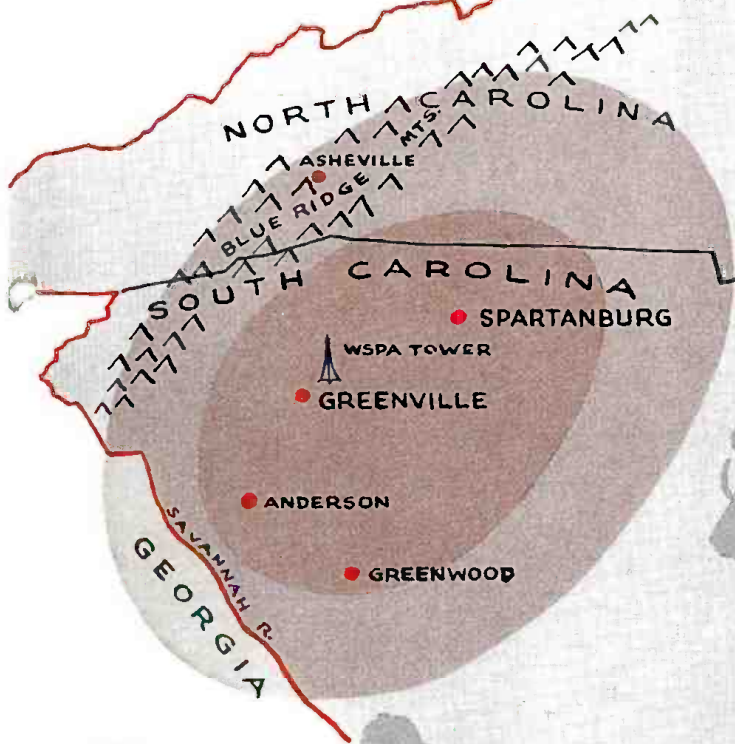 NORTH CAROLINA
ASHEVILLE
BLUE RIDGE MTS.
SOUTH CAROLINA
SPARTANBURG
WSPA TOWER
GREENVILLE
ANDERSON
SAVANNAH R.
GREENWOOD
GEORGIA